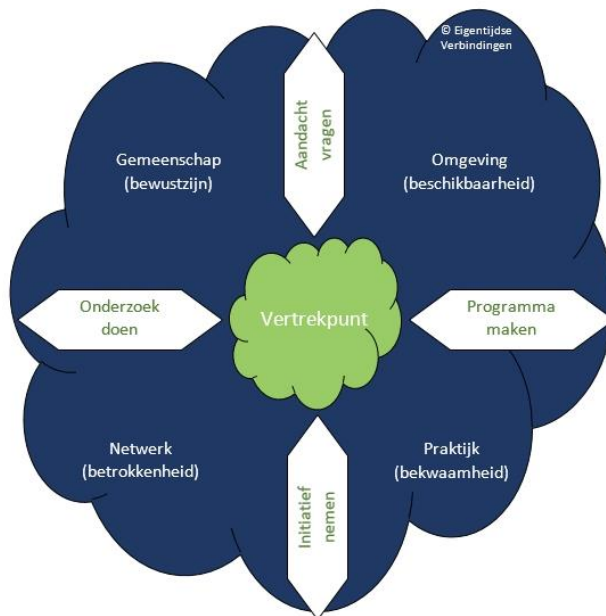 © Eigentijdse
Verbindingen
Aandacht
vragen
Gemeenschap
(bewustzijn)
Omgeving
(beschikbaarheid)
Onderzoek
doen
Vertrekpunt
Programma
maken
Netwerk
(betrokkenheid)
Praktijk
(bekwaamheid)
Initiatief
nemen